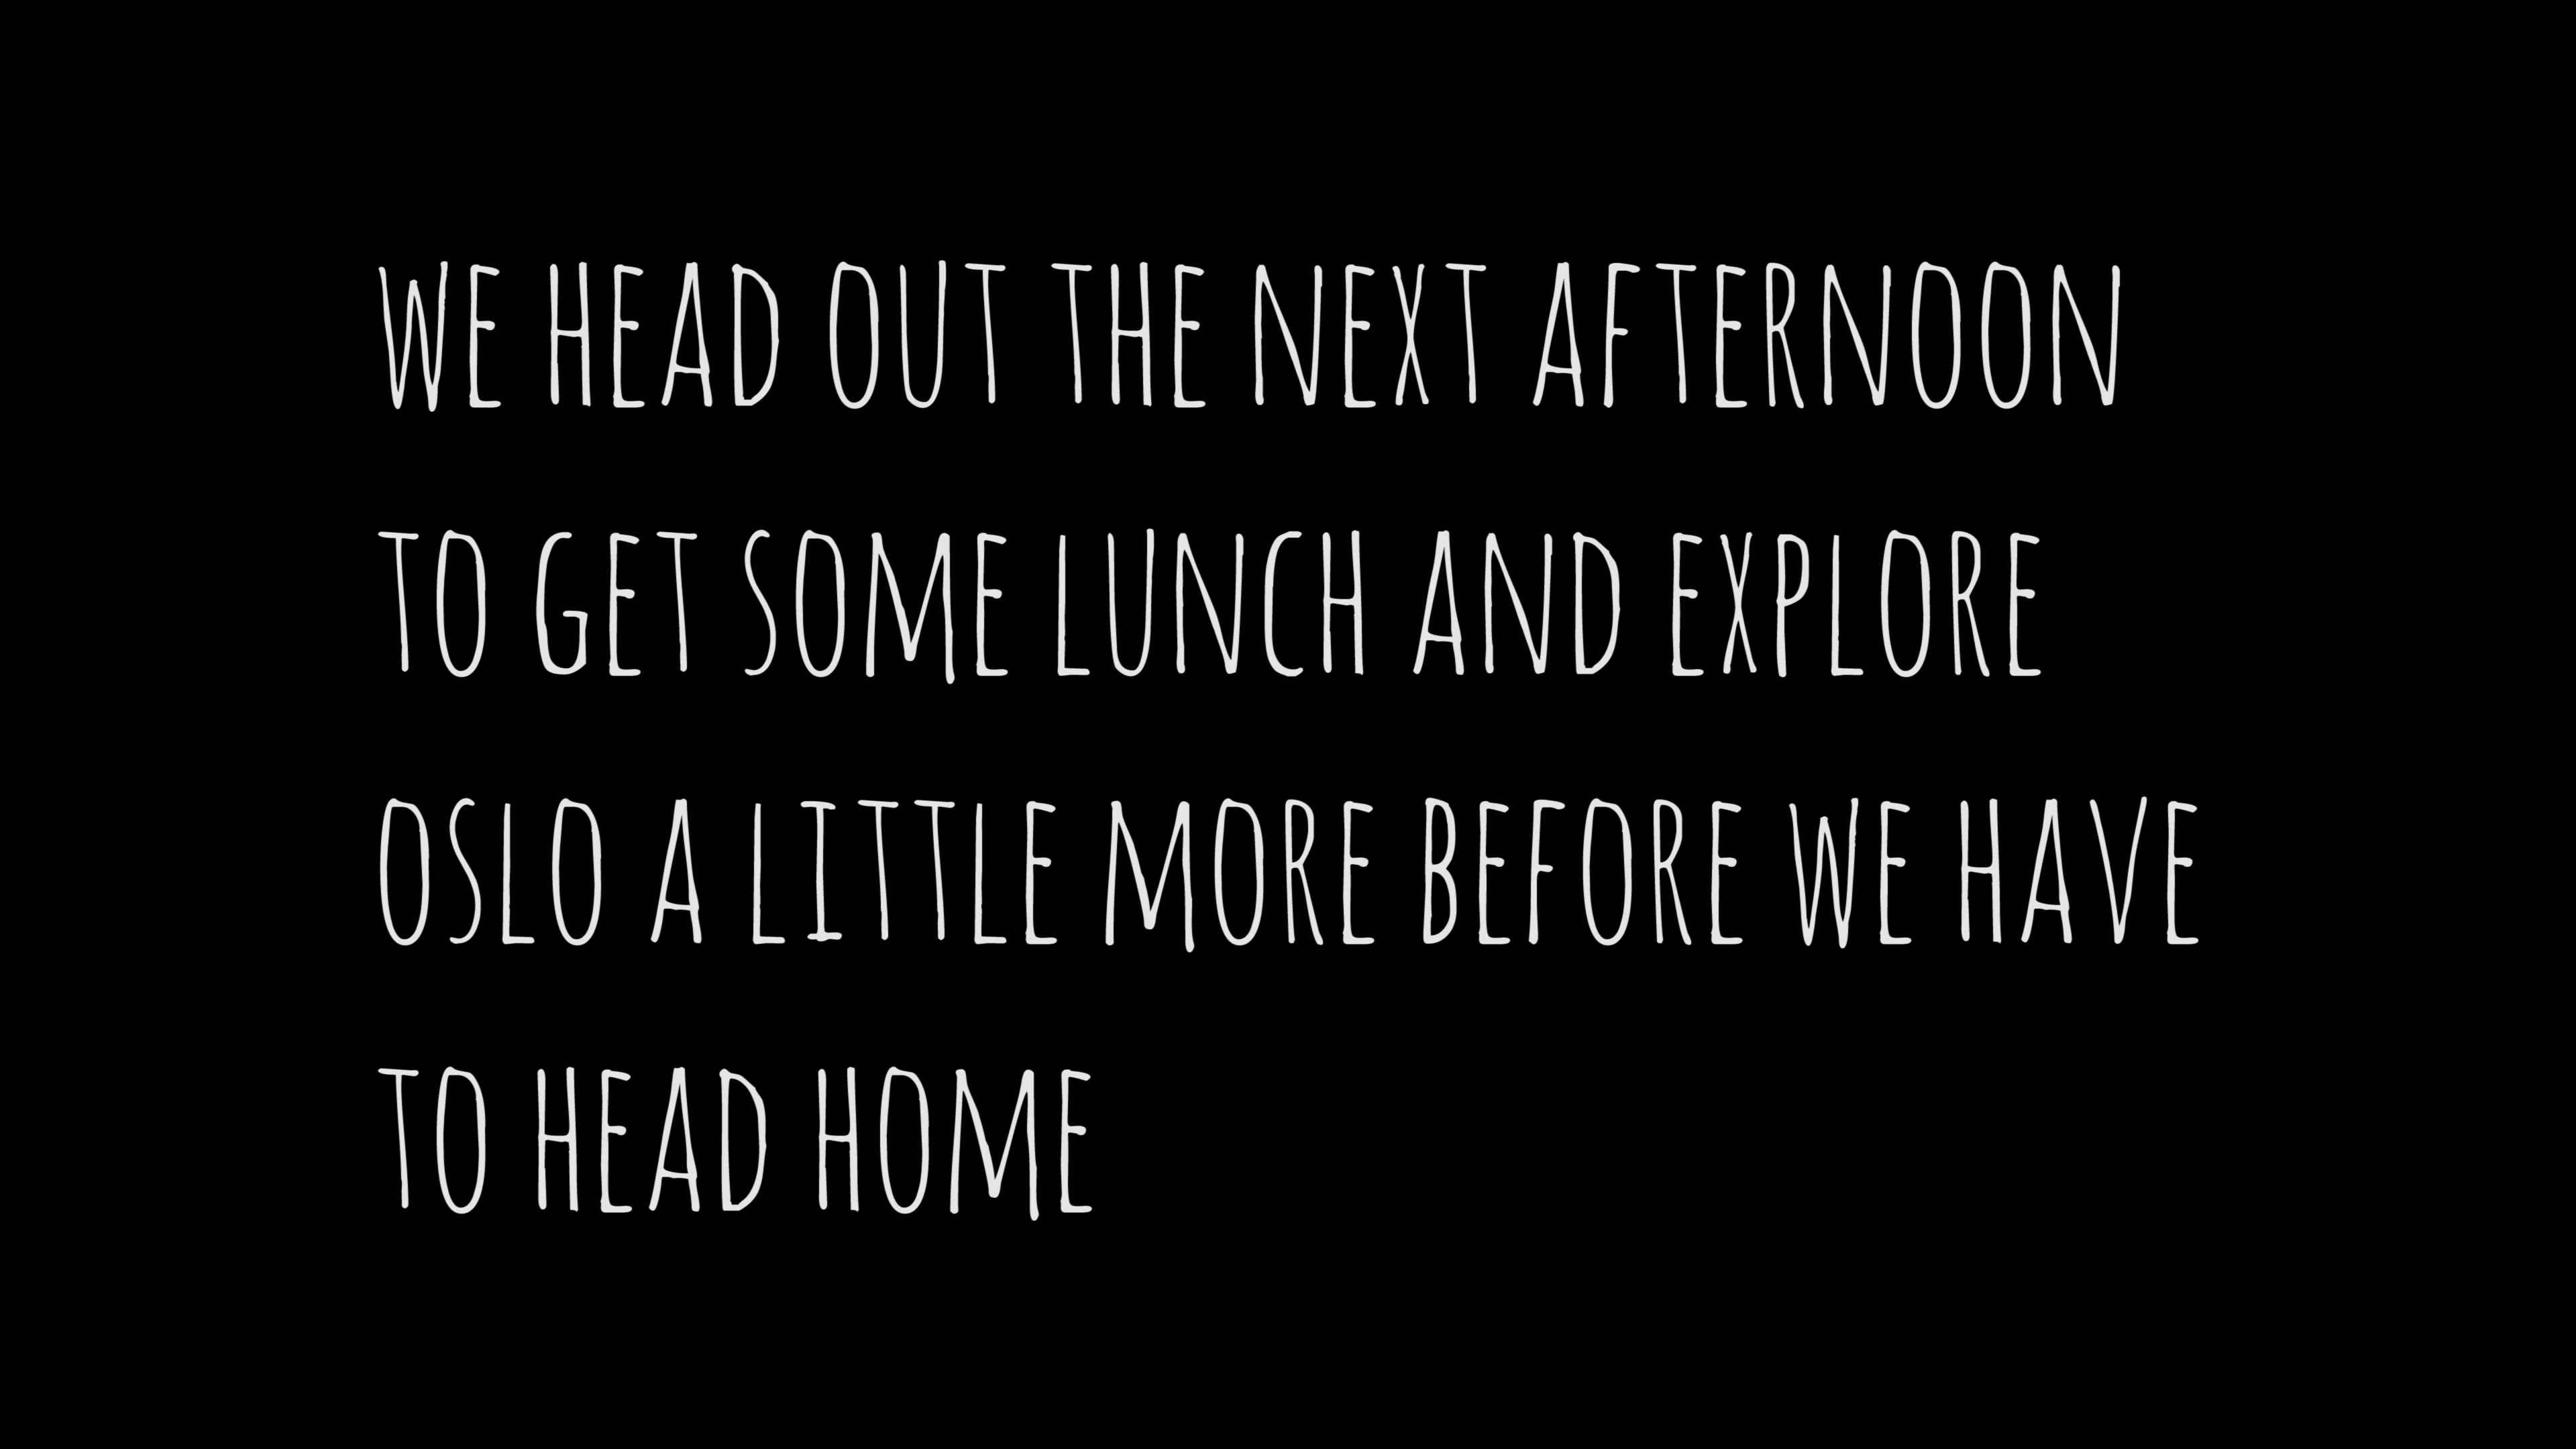 WE HEAD OUT THE NEXT AFTERNOON
TO GET SOME LUNCH AND EXPLORE
OSLO A LITTLE MORE BEFORE WE HAVE
TO HEAD HOME